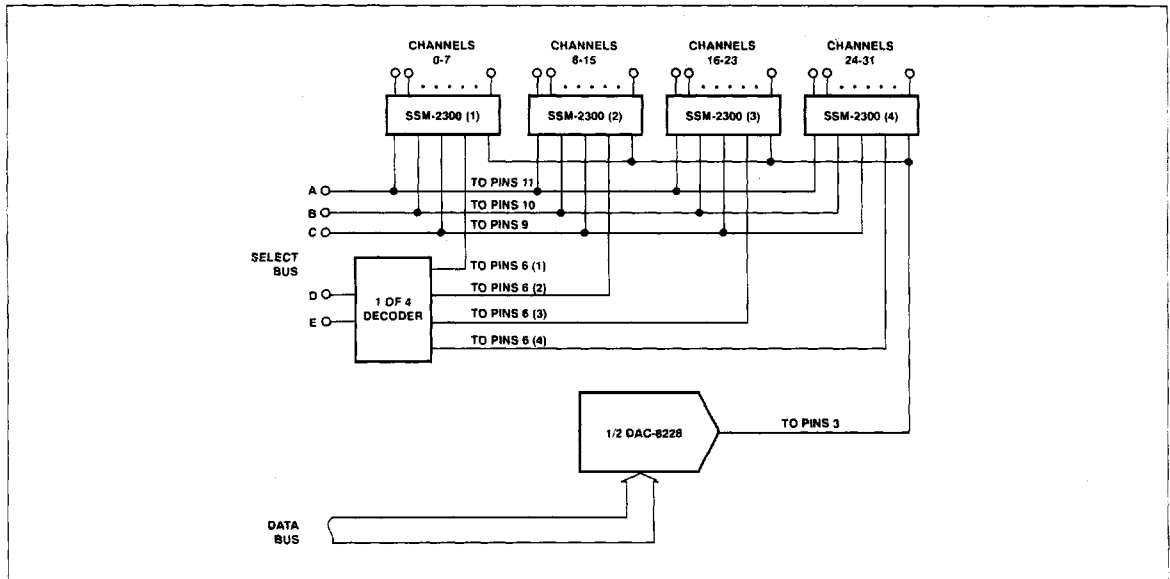 CHANNELS
0-7
CHANNELS
8-15
CHANNELS
16-23
CHANNELS
24-31
SSM-2300 (1)
SSM-2300 (2)
SSM-2300 (3)
SSM-2300 (4)
A
TO PINS 11
B
TO PINS 10
C
TO PINS 9
SELECT
BUS
TO PINS 6 (1)
D
TO PINS 6 (2)
1 OF 4
DECODER
E
TO PINS 6 (3)
TO PINS 6 (4)
1/2 DAC-8228
TO PINS 3
DATA
BUS